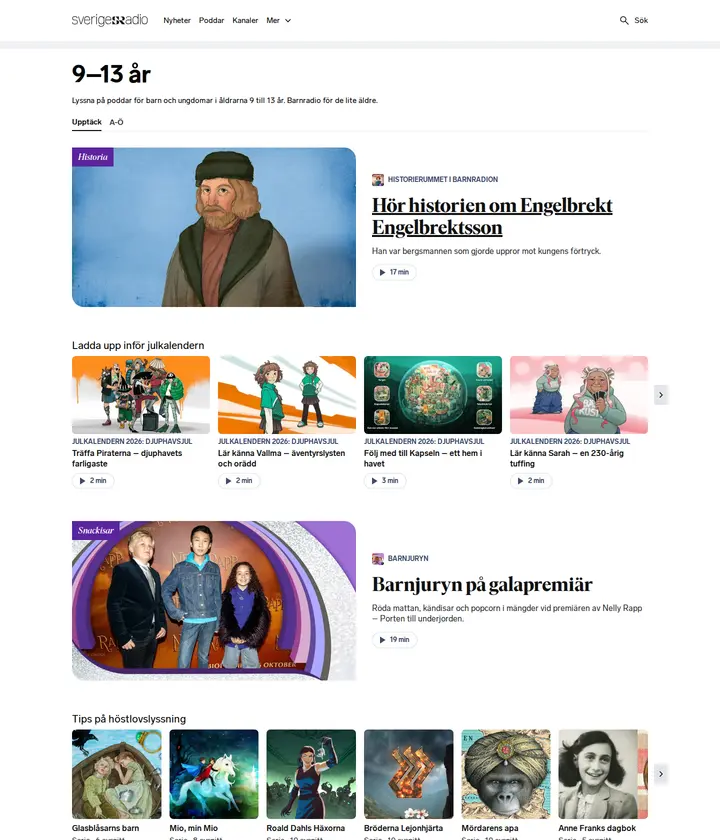 sverigesRadio
Nyheter Poddar Kanaler Mer
Sök
9–13 år
Lyssna på poddar för barn och ungdomar i åldrarna 9 till 13 år. Barnradio för de lite äldre.
Upptäck A-Ö
Historia
HISTORIERUMMET I BARNRADION
Hör historien om Engelbrekt
Engelbrektsson
Han var bergsmannen som gjorde uppror mot kungens förtryck.
17 min
Ladda upp inför julkalendern
JULKALENDERN 2026: DJUPHAVSJUL
Träffa Piraterna – djuphavets
farligaste
2 min
JULKALENDERN 2026: DJUPHAVSJUL
Lär känna Vallma – äventyrslysten
och orädd
2 min
JULKALENDERN 2026: DJUPHAVSJUL
Följ med till Kapseln – ett hem i
havet
3 min
JULKALENDERN 2026: DJUPHAVSJUL
Lär känna Sarah – en 230-årig
tuffing
2 min
Snackisar
OKTOBER
BARNJURYN
Barnjuryn på galapremiär
Röda mattan, kändisar och popcorn i mängder vid premiären av Nelly Rapp
– Porten till underjorden.
19 min
Tips på höstlovslyssning
Glasblåsarns barn
Mio, min Mio
Roald Dahls Häxorna
Bröderna Lejonhjärta
Mördarens apa
Anne Franks dagbok